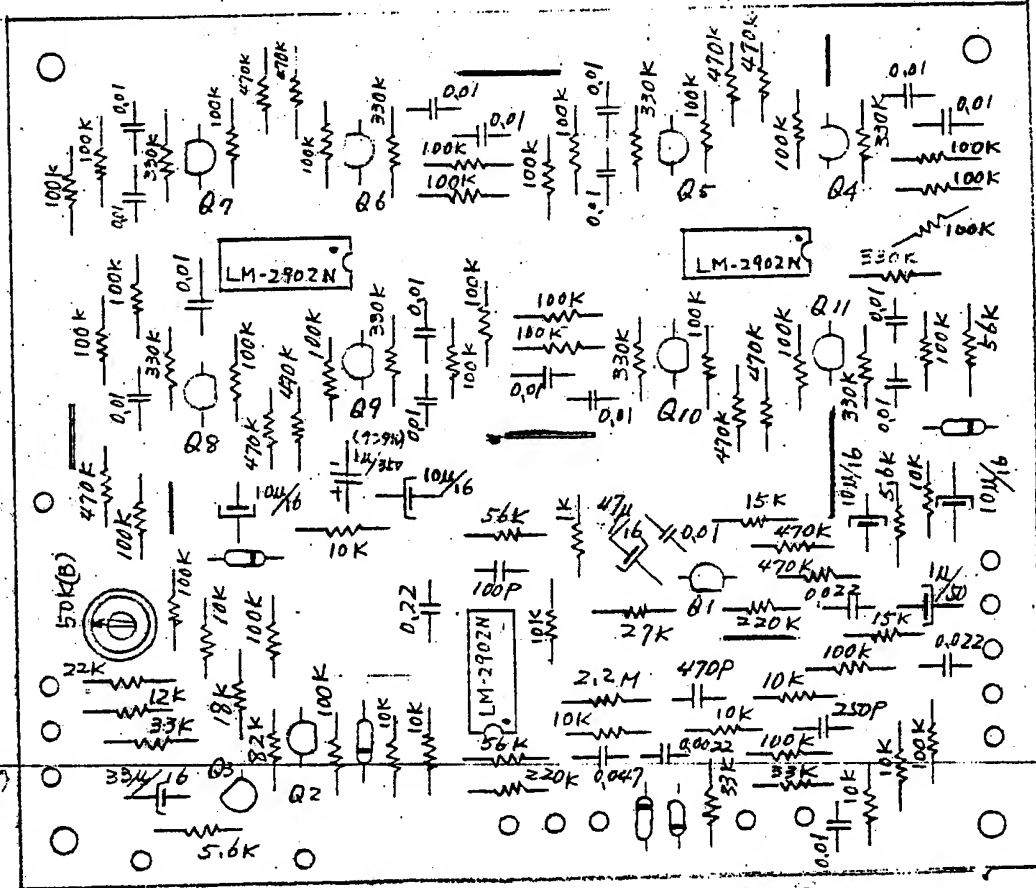 0.01
470K
470K
100K
330K
0.01
0.01
100K
100K
330K
100K
100K
0.01
Q7
100K
Q6
100K
100K
100K
100K
0.01
330K
0.01
100K
Q5
470K
470K
100K
Q4
330K
0.01
0.01
100K
100K
100K
330K
LM-2902N
LM-2902N
100K
100K
0.01
330K
0.01
Q8
100K
470K
470K
100K
Q9
330K
0.01
0.01
100K
100K
100K
100K
0.01
0.01
330K
Q10
100K
470K
470K
100K
Q11
330K
0.01
0.01
100K
56K
470K
100K
10μ/16
1μ/350
10μ/16
10K
56K
100P
1K
47μ/16
0.01
15K
470K
470K
10μ/16
5.6K
10K
10μ/16
50K(B)
100K
10K
100K
0.22
LM-2902N
10K
27K
Q1
220K
0.022
15K
1μ/50
0.022
100K
22K
12K
33K
18K
82K
100K
10K
10K
2.2M
470P
10K
10K
10K
250P
33μ/16
Q3
Q2
56K
220K
0.047
0.0022
100K
33K
33K
10K
10K
100K
0.01
5.6K